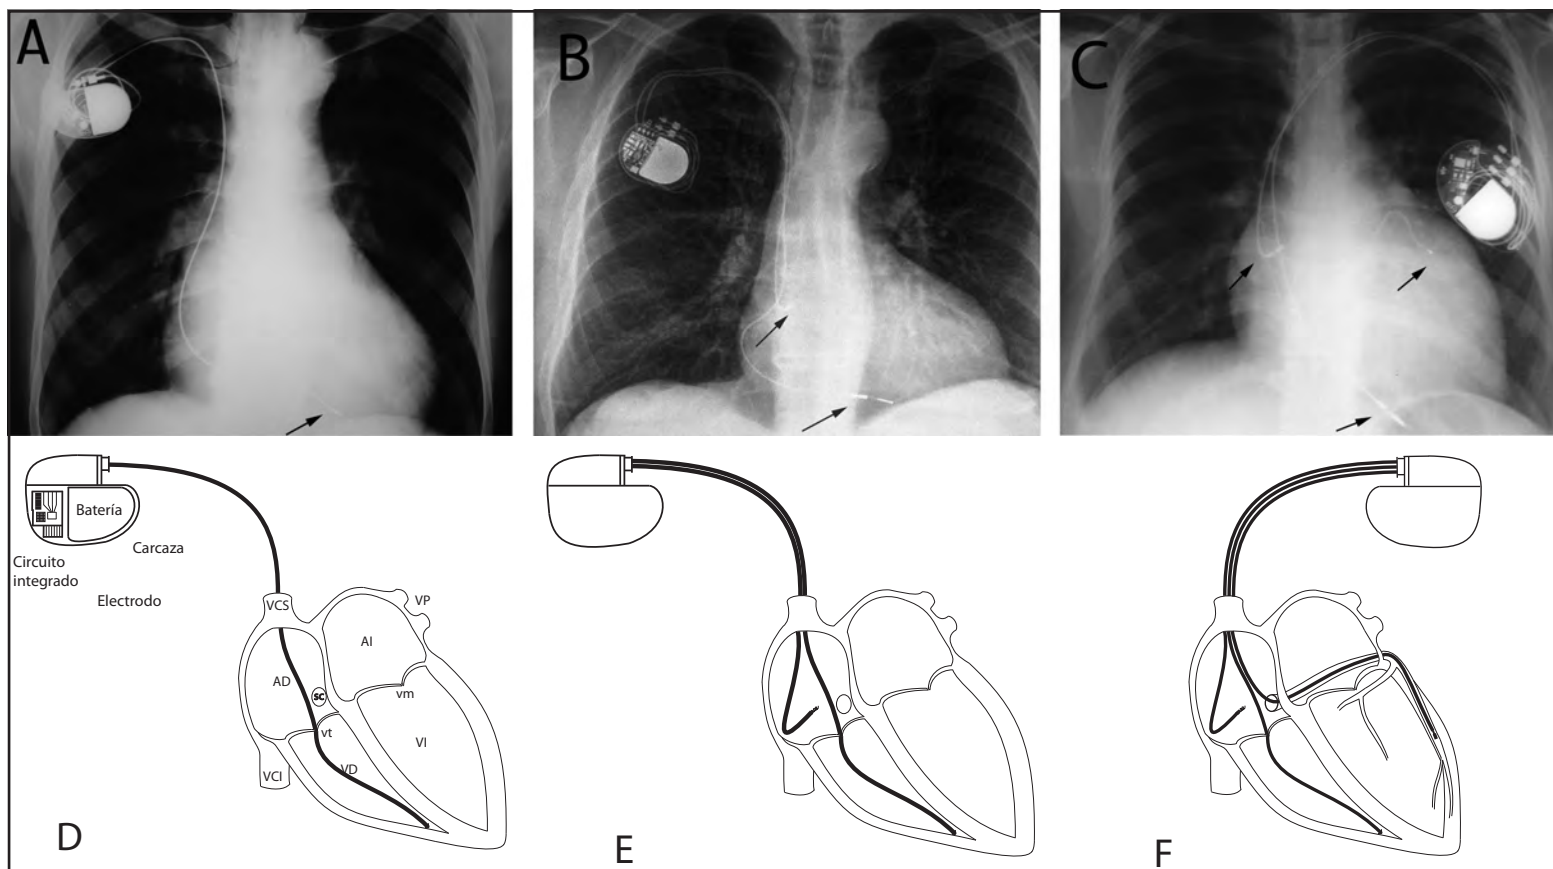 A
B
C
Batería
Carcaza
Circuito
integrado
Electrodo
VCS
VP
AI
AD
sc
vm
vt
VI
VCI
VD
D
E
F